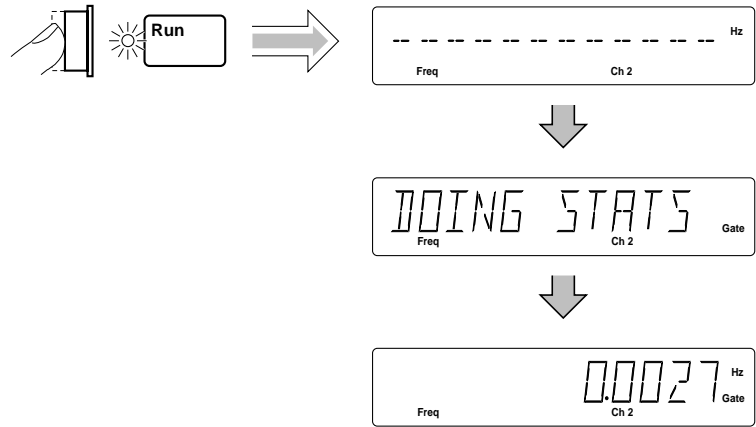 Run
-- -- -- -- -- -- -- -- -- -- -- -- Hz
Freq Ch 2
DOING STATS Gate
Freq Ch 2
0.0027 Hz
Gate
Freq Ch 2